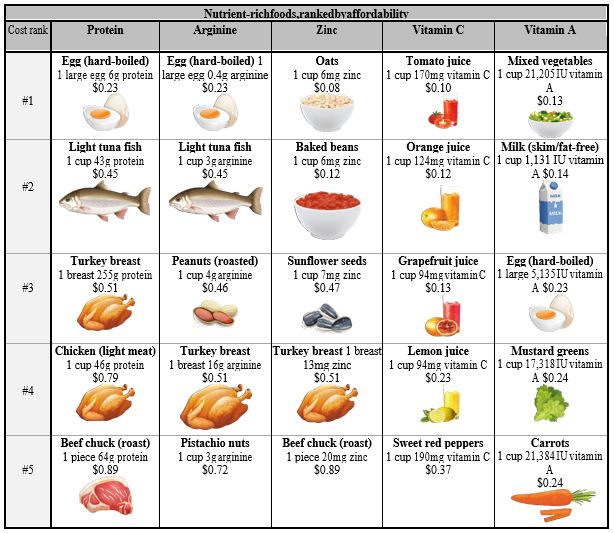 Nutrient-richfoods,rankedbyaffordability
Cost rank Protein Arginine Zinc Vitamin C Vitamin A
#1
Egg (hard-boiled)
1 large egg 6g protein
$0.23
Egg (hard-boiled) 1
large egg 0.4g arginine
$0.23
Oats
1 cup 6mg zinc
$0.08
Tomato juice
1 cup 170mg vitamin C
$0.10
Mixed vegetables
1 cup 21,205 IU vitamin
A
$0.13
#2
Light tuna fish
1 cup 43g protein
$0.45
Light tuna fish
1 cup 3g arginine
$0.45
Baked beans
1 cup 6mg zinc
$0.12
Orange juice
1 cup 124mg vitamin C
$0.12
Milk (skim/fat-free)
1 cup 1,131 IU vitamin
A $0.14
MILK
MILK
#3
Turkey breast
1 breast 255g protein
$0.51
Peanuts (roasted)
1 cup 4g arginine
$0.46
Sunflower seeds
1 cup 7mg zinc
$0.47
Grapefruit juice
1 cup 94mg vitamin C
$0.13
Egg (hard-boiled)
1 large 5,135 IU vitamin
A $0.23
#4
Chicken (light meat)
1 cup 46g protein
$0.79
Turkey breast
1 breast 16g arginine
$0.51
Turkey breast 1 breast
13mg zinc
$0.51
Lemon juice
1 cup 94mg vitamin C
$0.23
Mustard greens
1 cup 17,318 IU vitamin
A $0.24
#5
Beef chuck (roast)
1 piece 64g protein
$0.89
Pistachio nuts
1 cup 3g arginine
$0.72
Beef chuck (roast)
1 piece 20mg zinc
$0.89
Sweet red peppers
1 cup 190mg vitamin C
$0.37
Carrots
1 cup 21,384 IU vitamin
A
$0.24